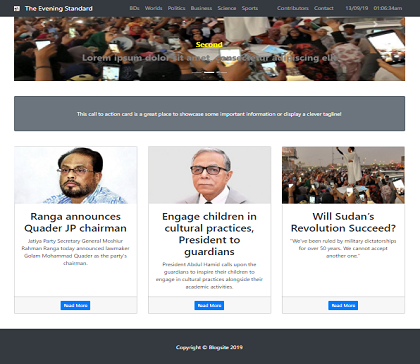 The Evening Standard BDs Worlds Politics Business Science Sports Contributors Contact 13/09/19 01:06:34am
Second
Lorem ipsum dolor sit amet, consectetur adipiscing elit.
This call to action card is a great place to showcase some important information or display a clever tagline!
Ranga announces
Quader JP chairman
Jatiya Party Secretary General Moshiur
Rahman Ranga today announced lawmaker
Golam Mohammad Quader as the party's
chairman.
Read More
Engage children in
cultural practices,
President to
guardians
President Abdul Hamid calls upon the
guardians to inspire their children to
engage in cultural practices alongside their
academic activities.
Read More
Will Sudan's
Revolution Succeed?
"We've been ruled by military dictatorships
for over 50 years. We cannot accept
another one."
Read More
Copyright © Blogsite 2019